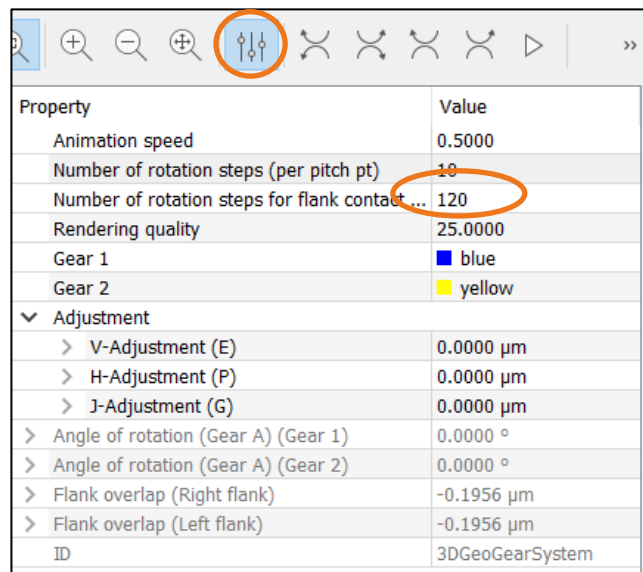 »
Property Value
Animation speed 0.5000
Number of rotation steps (per pitch pt) 10
Number of rotation steps for flank contact ... 120
Rendering quality 25.0000
Gear 1 blue
Gear 2 yellow
Adjustment
V-Adjustment (E) 0.0000 µm
H-Adjustment (P) 0.0000 µm
J-Adjustment (G) 0.0000 µm
Angle of rotation (Gear A) (Gear 1) 0.0000 °
Angle of rotation (Gear A) (Gear 2) 0.0000 °
Flank overlap (Right flank) -0.1956 µm
Flank overlap (Left flank) -0.1956 µm
ID 3DGeoGearSystem